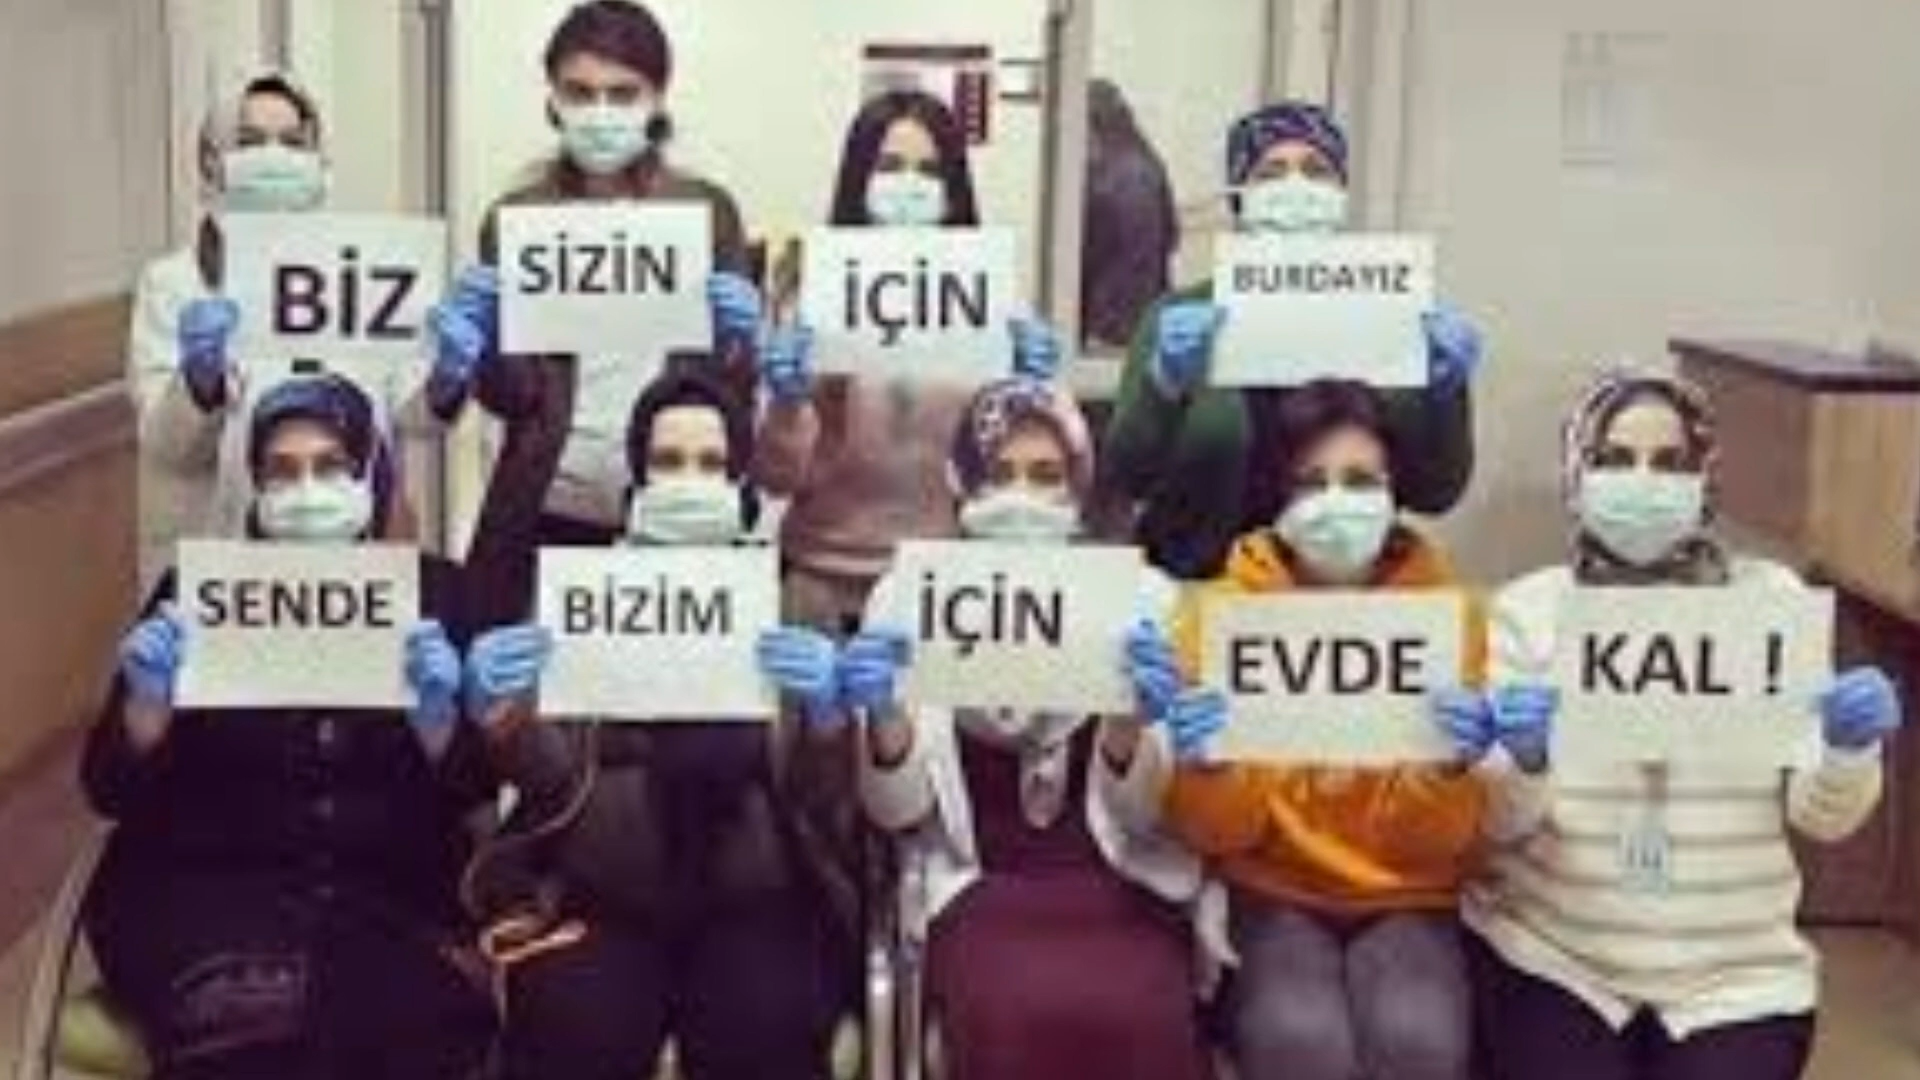 BİZ SİZİN İÇİN BURDAYIZ
SENDE BİZİM İÇİN EVDE KAL !